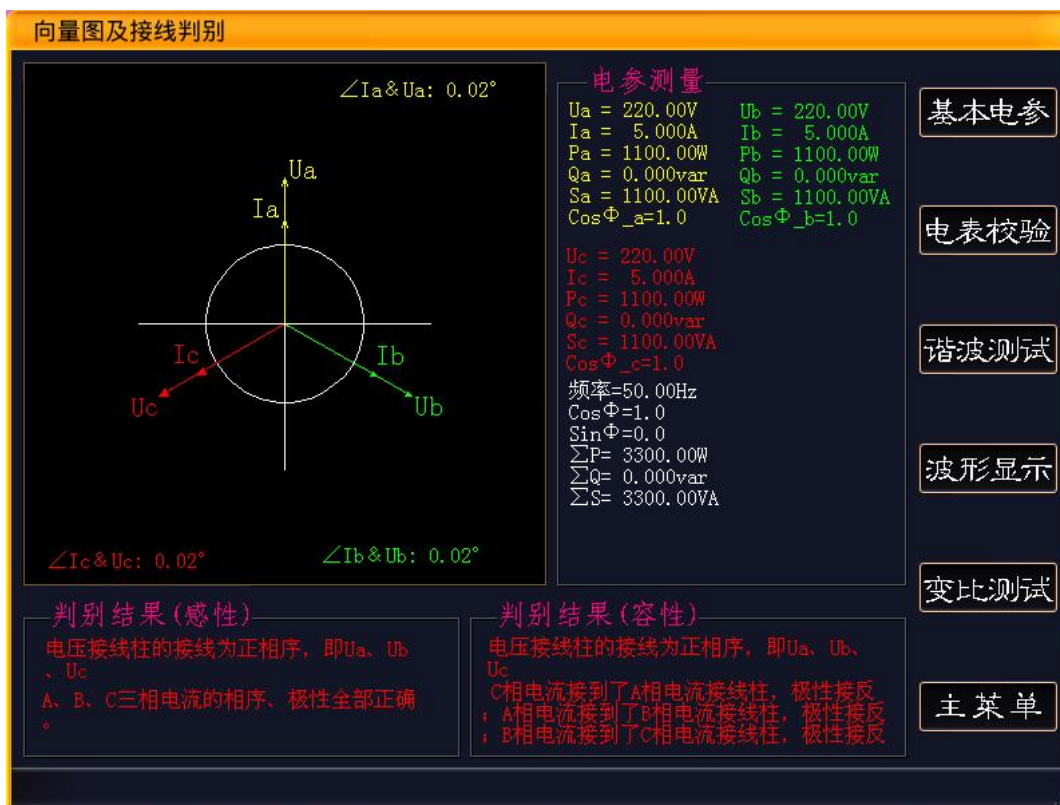 向量图及接线判别
∠Ia&Ua: 0.02°
Ua
Ia
Ic
Ib
Uc
Ub
∠Ic&Uc: 0.02°
∠Ib&Ub: 0.02°
电参测量
Ua = 220.00V
Ia =  5.000A
Pa = 1100.00W
Qa = 0.000var
Sa = 1100.00VA
CosΦ_a=1.0
Ub = 220.00V
Ib =  5.000A
Pb = 1100.00W
Qb = 0.000var
Sb = 1100.00VA
CosΦ_b=1.0
Uc = 220.00V
Ic =  5.000A
Pc = 1100.00W
Qc = 0.000var
Sc = 1100.00VA
CosΦ_c=1.0
频率=50.00Hz
CosΦ=1.0
SinΦ=0.0
∑P= 3300.00W
∑Q= 0.000var
∑S= 3300.00VA
判别结果(感性)
电压接线柱的接线为正相序，即Ua、Ub
、Uc
A、B、C三相电流的相序、极性全部正确
。
判别结果(容性)
电压接线柱的接线为正相序，即Ua、Ub、
Uc
C相电流接到了A相电流接线柱，极性接反
；A相电流接到了B相电流接线柱，极性接反
；B相电流接到了C相电流接线柱，极性接反
基本电参
电表校验
谐波测试
波形显示
变比测试
主菜单